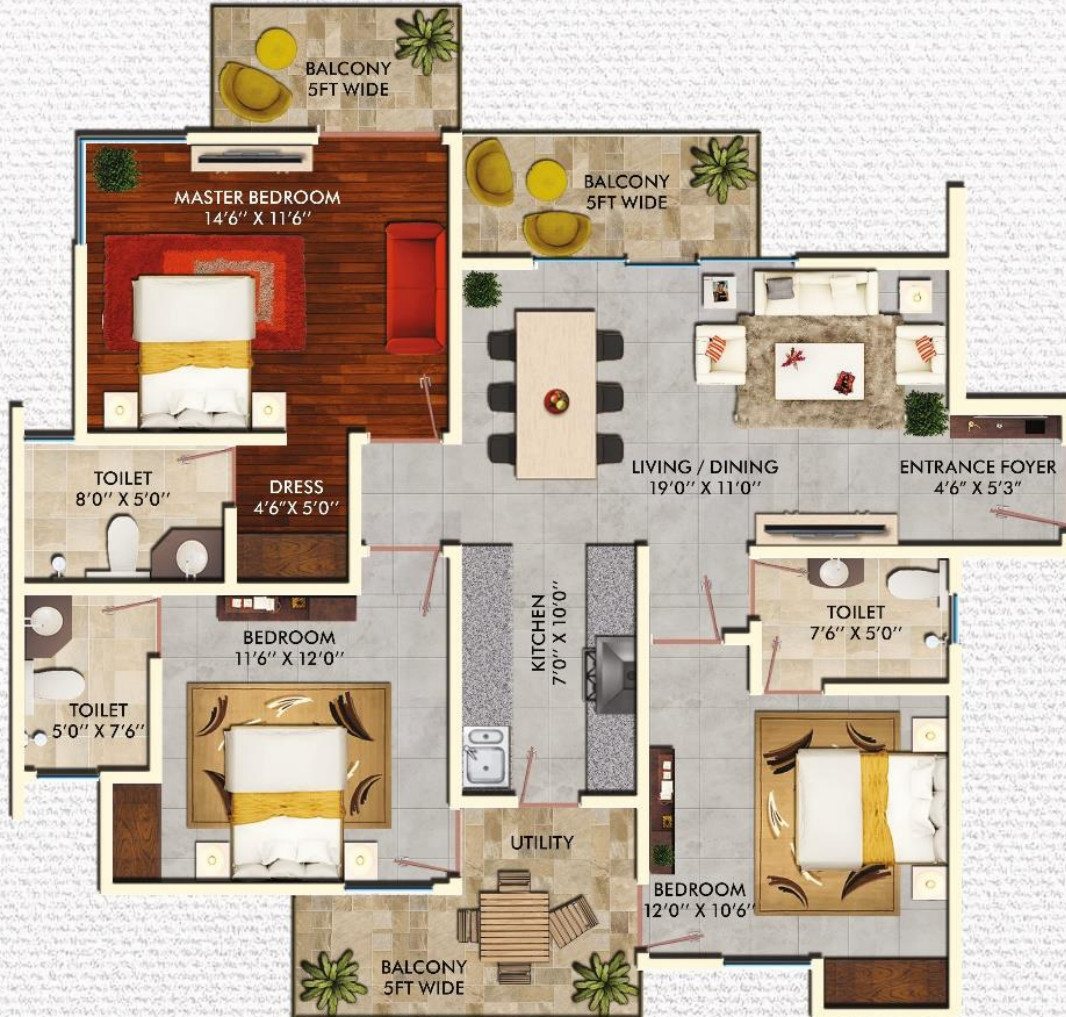 BALCONY
5FT WIDE
BALCONY
5FT WIDE
MASTER BEDROOM
14'6'' X 11'6''
LIVING / DINING
19'0'' X 11'0''
ENTRANCE FOYER
4'6" X 5'3"
TOILET
8'0'' X 5'0''
DRESS
4'6"X 5'0''
KITCHEN
7'0'' X 10'0''
TOILET
7'6'' X 5'0''
BEDROOM
11'6'' X 12'0''
TOILET
5'0'' X 7'6''
UTILITY
BEDROOM
12'0'' X 10'6''
BALCONY
5FT WIDE